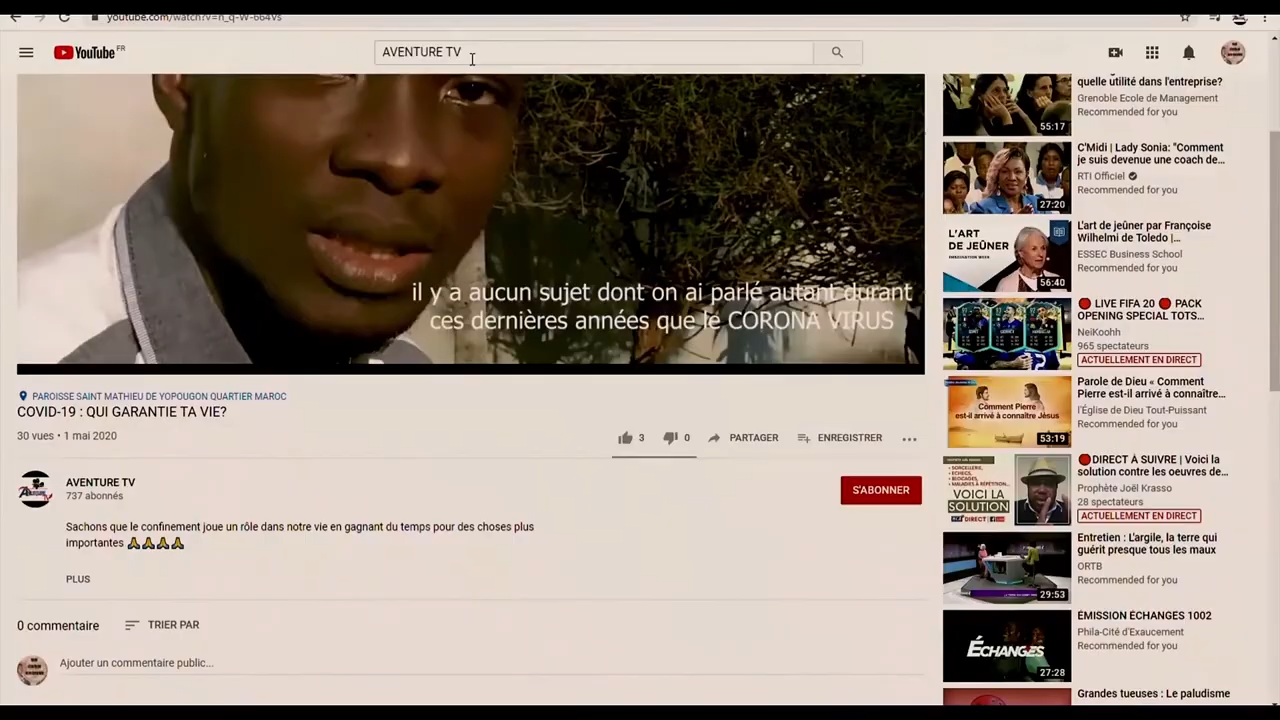 youtube.com/watch?v=n_q-W-664Vs
YouTube FR
AVENTURE TV
il y a aucun sujet dont on ai parlé autant durant
ces dernières années que le CORONA VIRUS
PAROISSE SAINT MATHIEU DE YOPOUGON QUARTIER MAROC
COVID-19 : QUI GARANTIE TA VIE?
30 vues • 1 mai 2020
3
0
PARTAGER
ENREGISTRER
AVENTURE TV
737 abonnés
S'ABONNER
Sachons que le confinement joue un rôle dans notre vie en gagnant du temps pour des choses plus
importantes
PLUS
0 commentaire
TRIER PAR
Ajouter un commentaire public...
quelle utilité dans l'entreprise?
Grenoble Ecole de Management
Recommended for you
55:17
C'Midi | Lady Sonia: "Comment
je suis devenue une coach de...
RTI Officiel
Recommended for you
27:20
L'art de jeûner par Françoise
Wilhelmi de Toledo |...
ESSEC Business School
Recommended for you
L'ART
DE JEÛNER
56:40
LIVE FIFA 20 🔴 PACK
OPENING SPECIAL TOTS...
NeiKoohh
965 spectateurs
ACTUELLEMENT EN DIRECT
Parole de Dieu « Comment
Pierre est-il arrivé à connaître...
l'Église de Dieu Tout-Puissant
Recommended for you
Comment Pierre
est-il arrivé à connaître Jésus
53:19
DIRECT À SUIVRE | Voici la
solution contre les oeuvres de...
Prophète Joël Krasso
28 spectateurs
ACTUELLEMENT EN DIRECT
VOICI LA
SOLUTION
Entretien : L'argile, la terre qui
guérit presque tous les maux
ORTB
Recommended for you
29:53
ÉMISSION ÉCHANGES 1002
Phila-Cité d'Exaucement
Recommended for you
ÉCHANGES
27:28
Grandes tueuses : Le paludisme